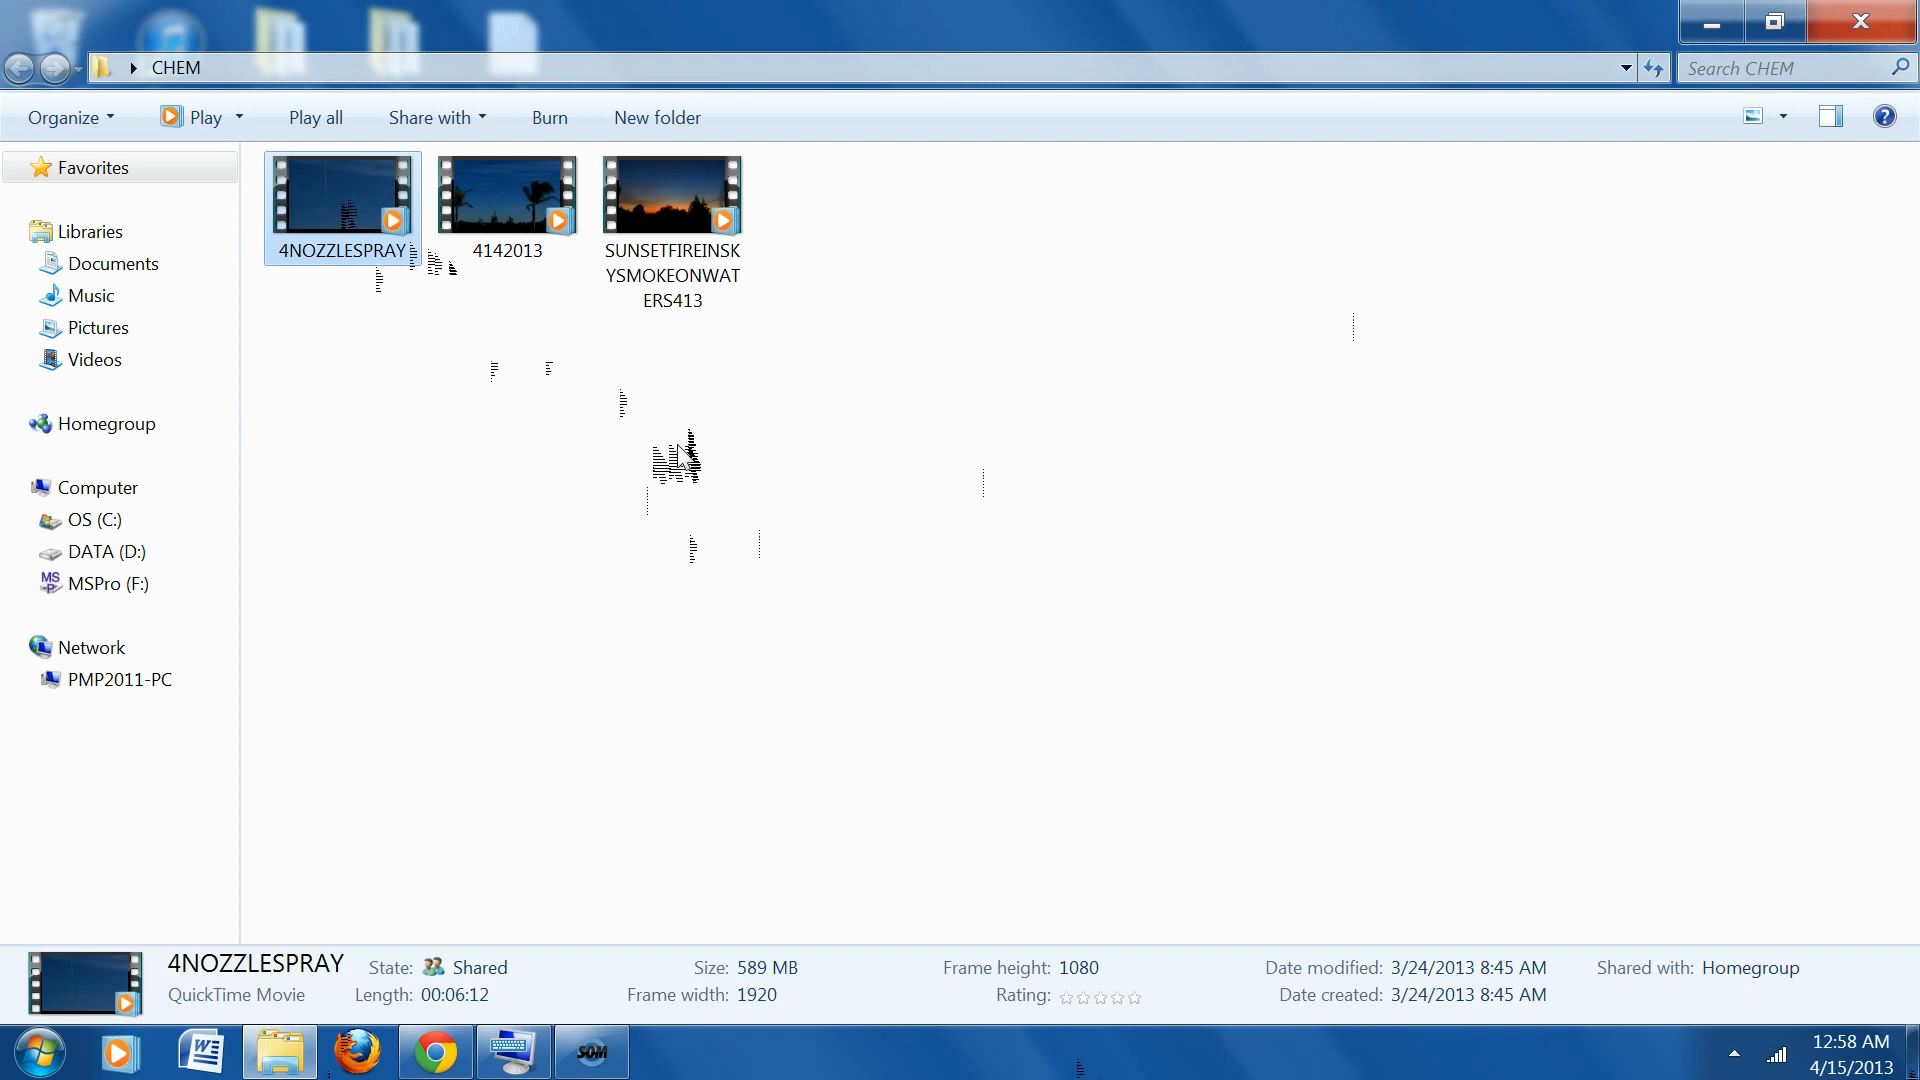 CHEM
Search CHEM
Organize
Play
Play all
Share with
Burn
New folder
Favorites
Libraries
Documents
Music
Pictures
Videos
Homegroup
Computer
OS (C:)
DATA (D:)
MSPro (F:)
Network
PMP2011-PC
4NOZZLESPRAY
4142013
SUNSETFIREINSK
YSMOKEONWAT
ERS413
4NOZZLESPRAY
QuickTime Movie
State: Shared
Length: 00:06:12
Size: 589 MB
Frame width: 1920
Frame height: 1080
Rating:
Date modified: 3/24/2013 8:45 AM
Date created: 3/24/2013 8:45 AM
Shared with: Homegroup
SOM
12:58 AM
4/15/2013